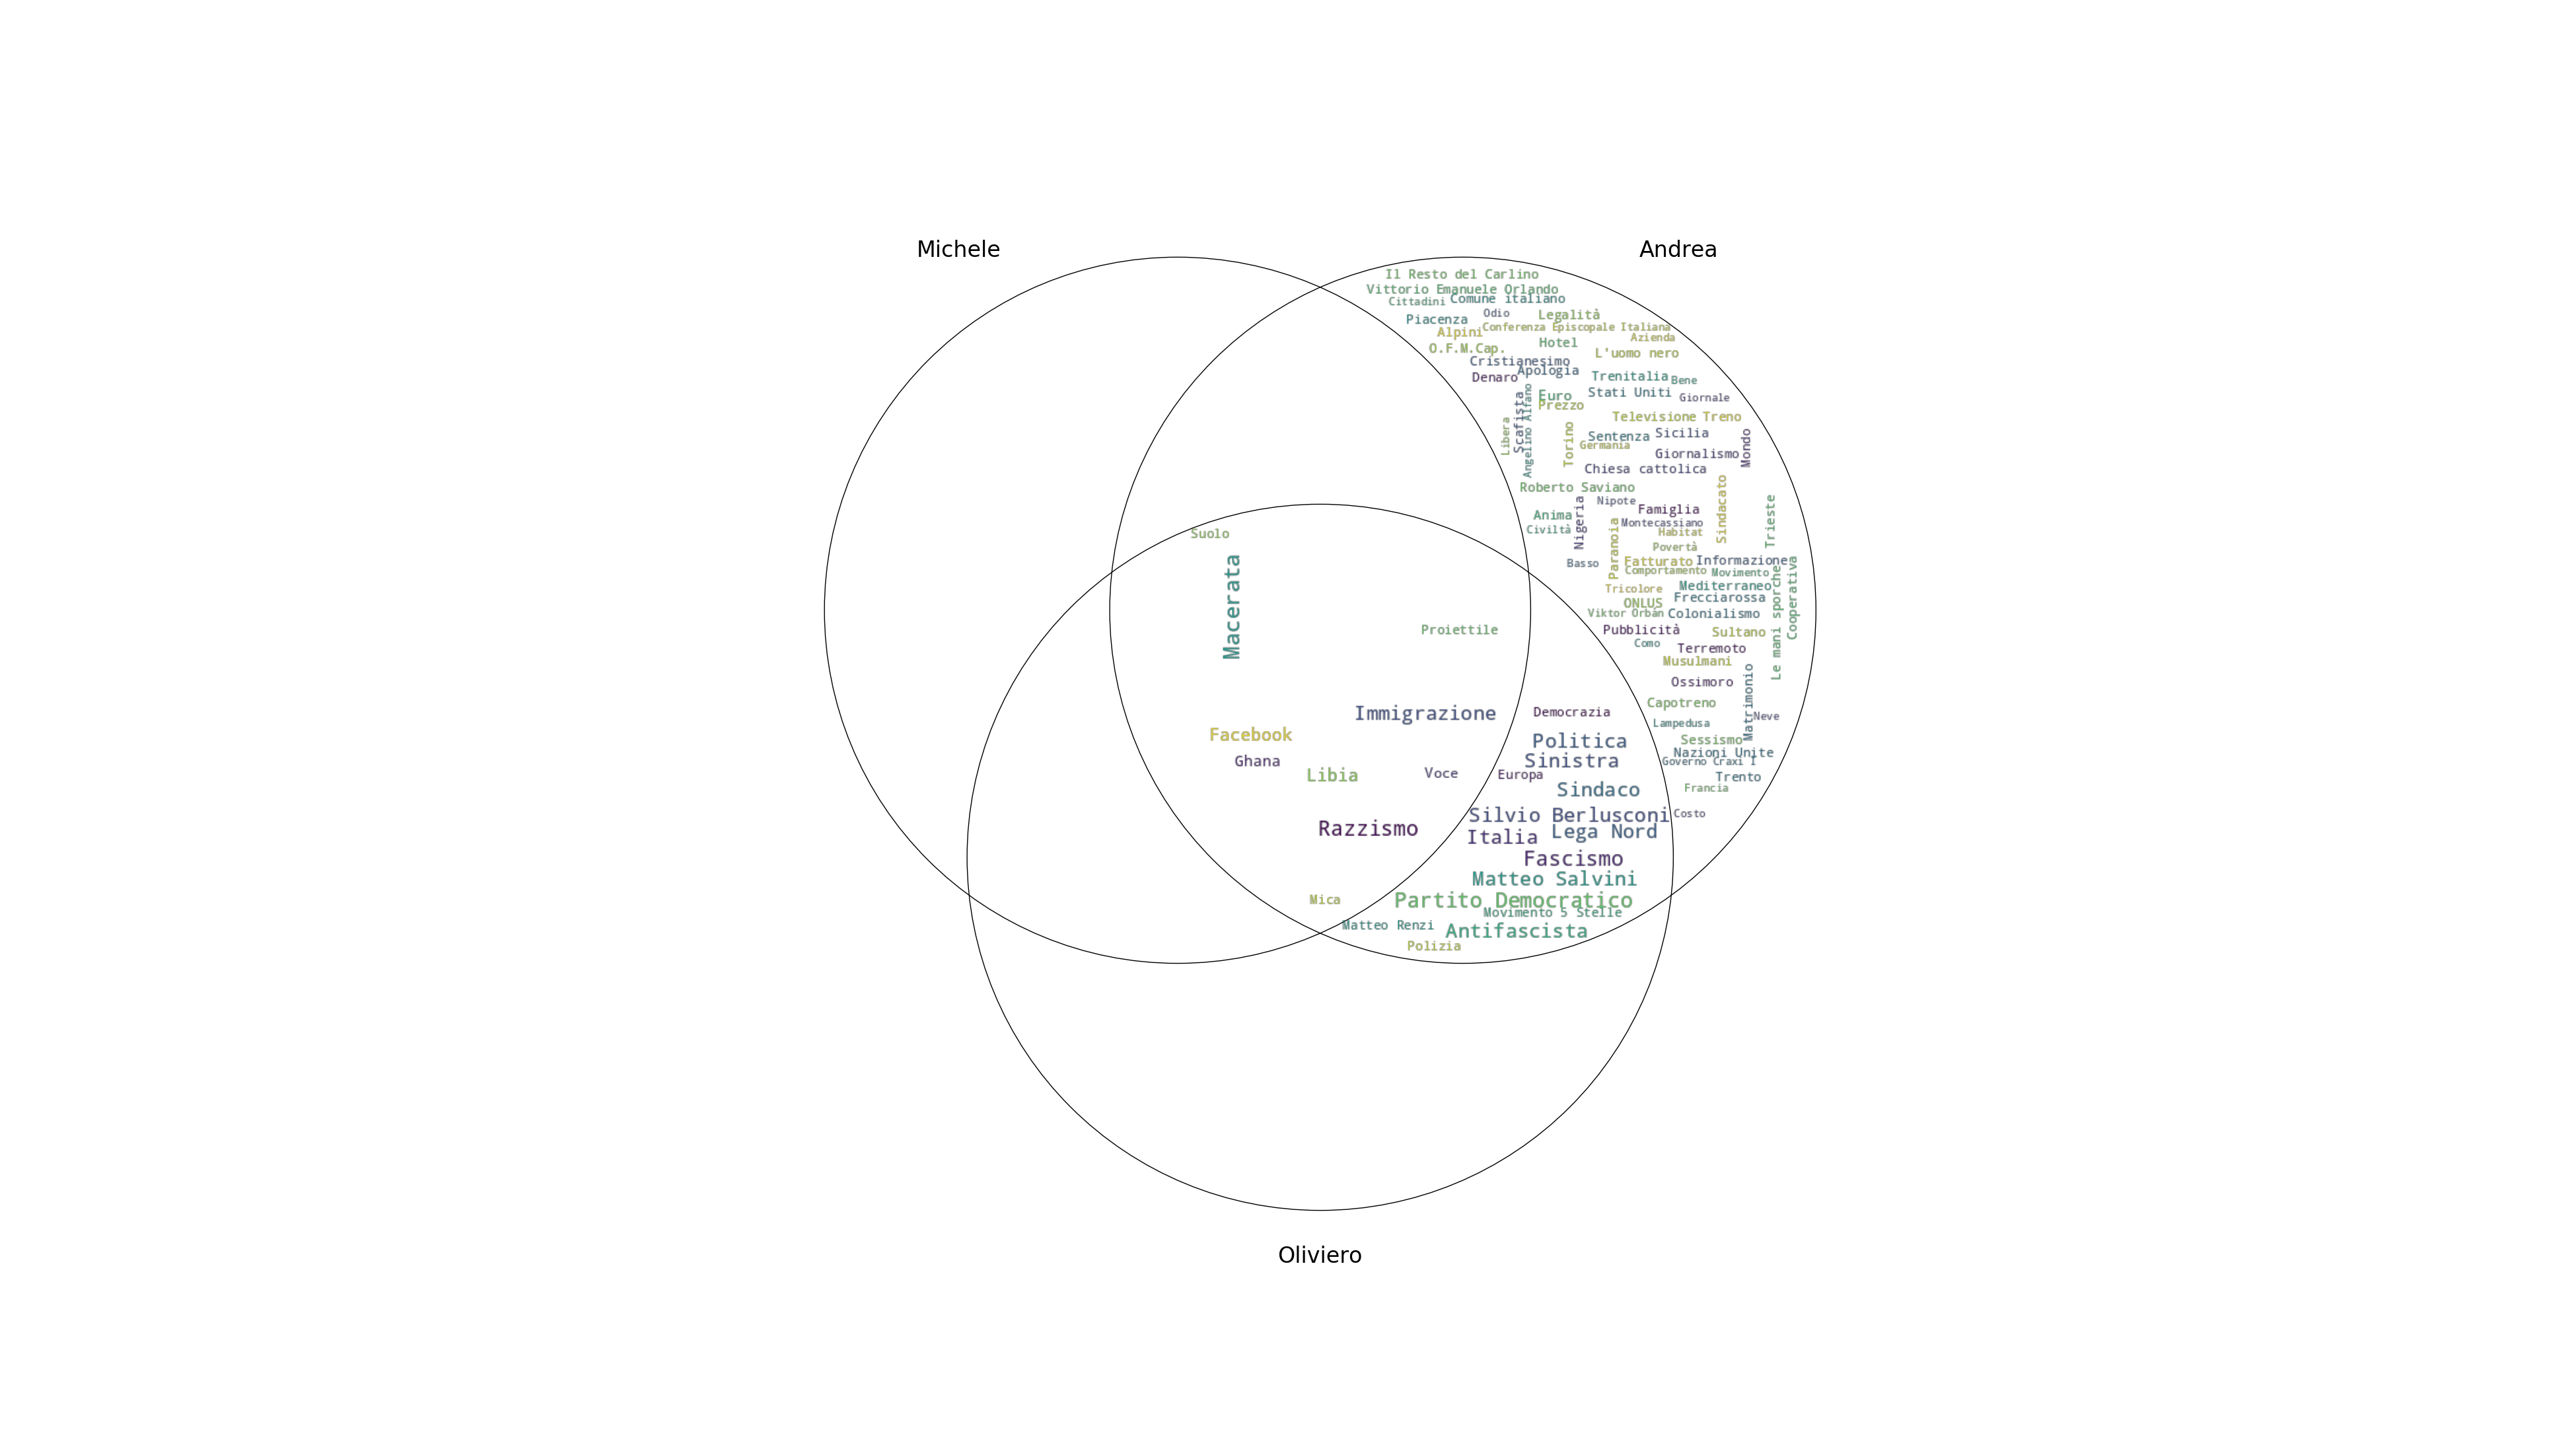 Michele
Andrea
Il Resto del Carlino
Vittorio Emanuele Orlando
Cittadini
Comune italiano
Piacenza
Odio
Legalità
Alpini
Conferenza Episcopale Italiana
Azienda
O.F.M.Cap.
Hotel
L'uomo nero
Cristianesimo
Apologia
Denaro
Trenitalia
Bene
Euro
Stati Uniti
Giornale
Prezzo
Libera
Scafista
Angelino Alfano
Televisione
Treno
Torino
Sentenza
Sicilia
Mondo
Germania
Giornalismo
Chiesa cattolica
Roberto Saviano
Nipote
Sindacato
Trieste
Nigeria
Famiglia
Anima
Montecassiano
Civiltà
Habitat
Suolo
Paranoia
Povertà
Basso
Fatturato
Informazione
Comportamento
Movimento
Macerata
Tricolore
Mediterraneo
Frecciarossa
ONLUS
Viktor Orbán
Colonialismo
Le mani sporche
Cooperativa
Proiettile
Pubblicità
Sultano
Como
Terremoto
Musulmani
Ossimoro
Matrimonio
Capotreno
Immigrazione
Democrazia
Neve
Lampedusa
Facebook
Politica
Sessismo
Nazioni Unite
Ghana
Sinistra
Governo Craxi I
Libia
Voce
Europa
Trento
Sindaco
Francia
Silvio Berlusconi
Costo
Razzismo
Italia
Lega Nord
Fascismo
Matteo Salvini
Mica
Partito Democratico
Movimento 5 Stelle
Matteo Renzi
Antifascista
Polizia
Oliviero